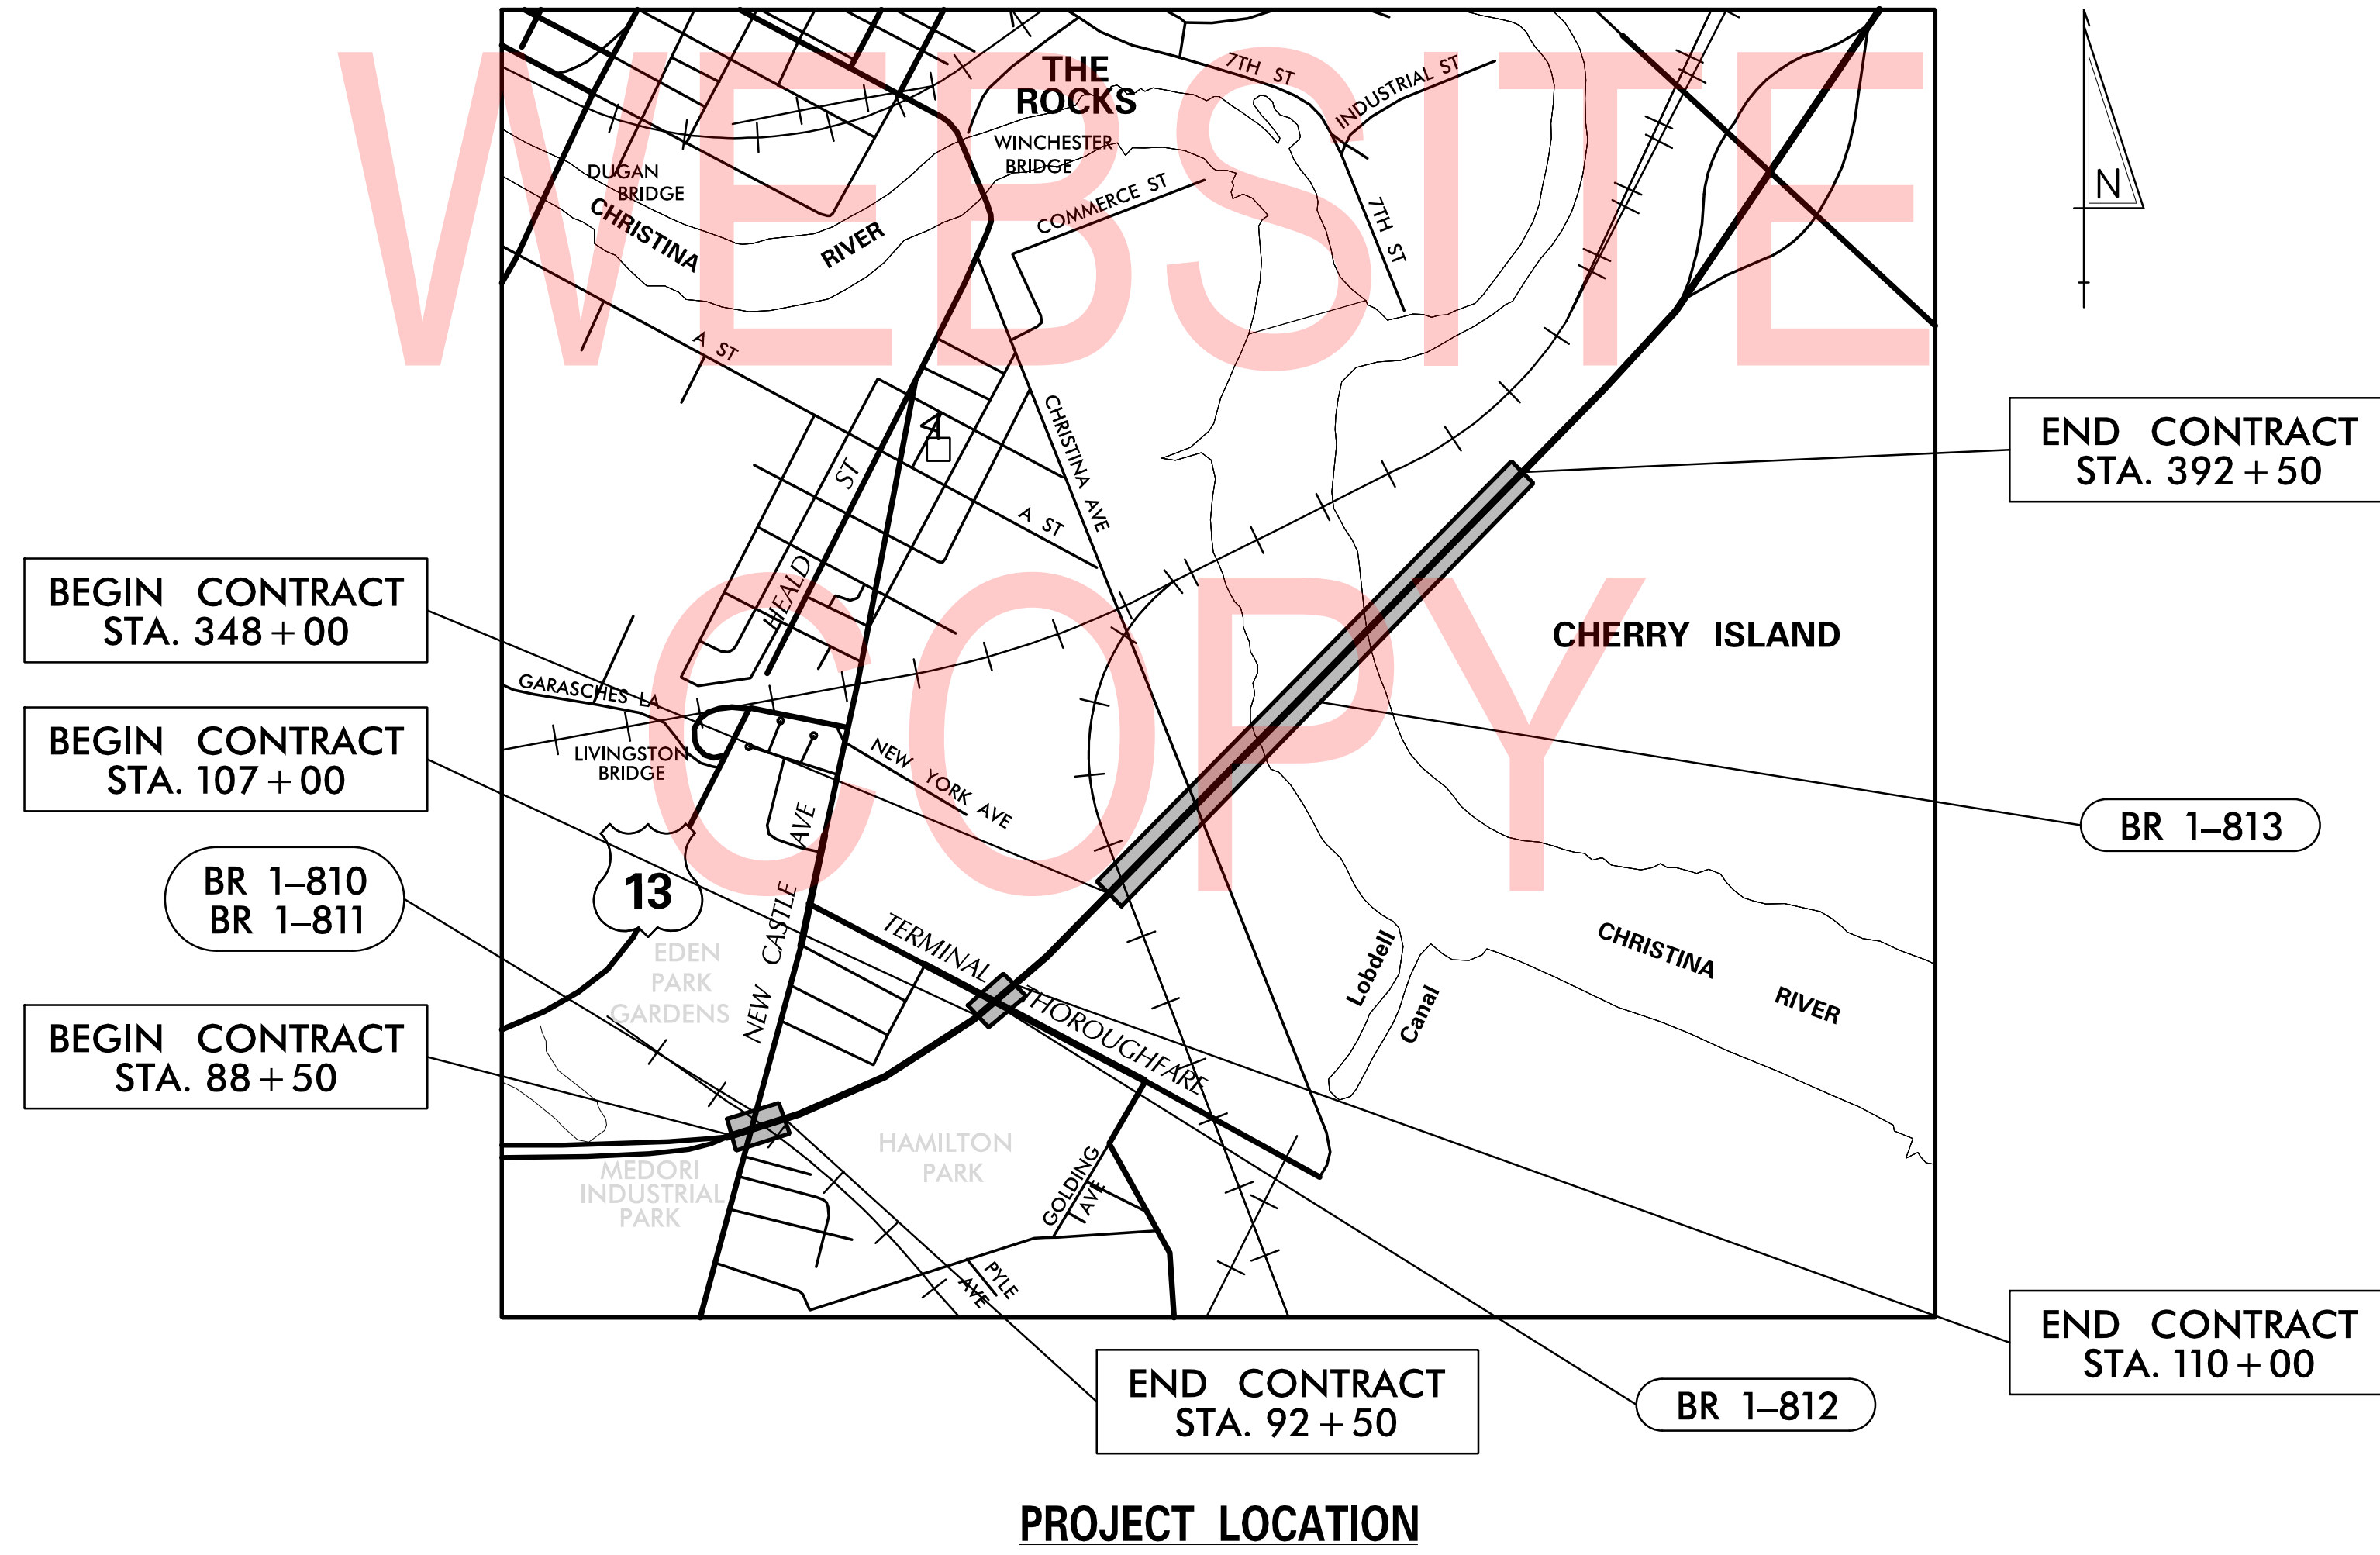 THE
ROCKS
WINCHESTER
BRIDGE
7TH ST
INDUSTRIAL ST
DUGAN
BRIDGE
CHRISTINA RIVER
COMMERCE ST
7TH ST
N
A ST
WEBSITE
4
CHRISTINA AVE
HEALD ST
A ST
END CONTRACT
STA. 392+50
BEGIN CONTRACT
STA. 348+00
CHERRY ISLAND
GARASCHES LA
LIVINGSTON
BRIDGE
BEGIN CONTRACT
STA. 107+00
NEW YORK AVE
COPY
BR 1-813
BR 1-810
BR 1-811
13
NEW CASTLE AVE
EDEN
PARK
GARDENS
TERMINAL THOROUGHFARE
Lobdell
Canal
CHRISTINA RIVER
BEGIN CONTRACT
STA. 88+50
HAMILTON
PARK
MEDORI
INDUSTRIAL
PARK
GOLDING
AVE
PYLE
AVE
END CONTRACT
STA. 110+00
END CONTRACT
STA. 92+50
BR 1-812
PROJECT LOCATION